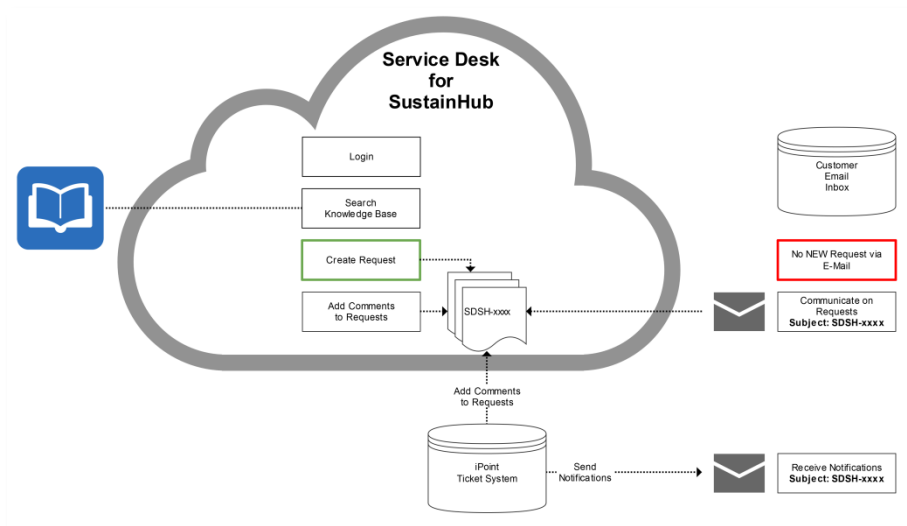 Service Desk
for
SustainHub
Login
Customer
Email
Inbox
Search
Knowledge Base
Create Request
No NEW Request via
E-Mail
Add Comments
to Requests
SDSH-xxxx
Communicate on
Requests
Subject: SDSH-xxxx
Add Comments
to Requests
iPoint
Ticket System
Send
Notifications
Receive Notifications
Subject: SDSH-xxxx